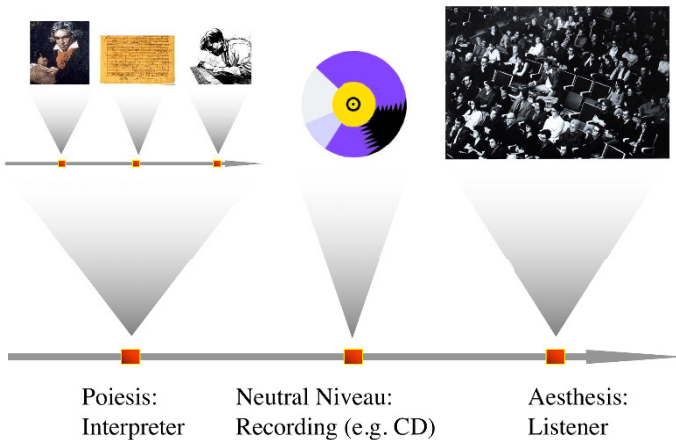 Poiesis:
Interpreter
Neutral Niveau:
Recording (e.g. CD)
Aesthesis:
Listener